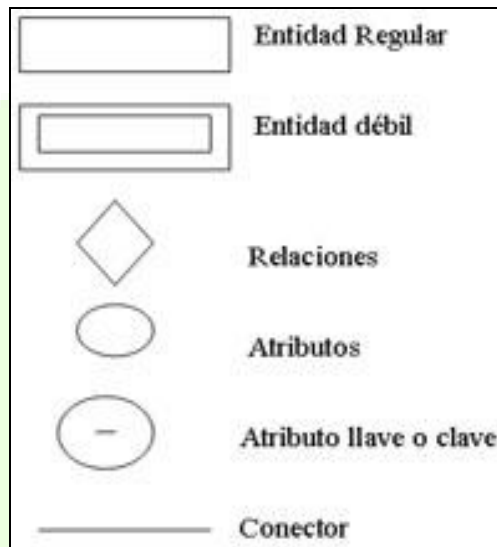 Entidad Regular
Entidad débil
Relaciones
Atributos
Atributo llave o clave
Conector